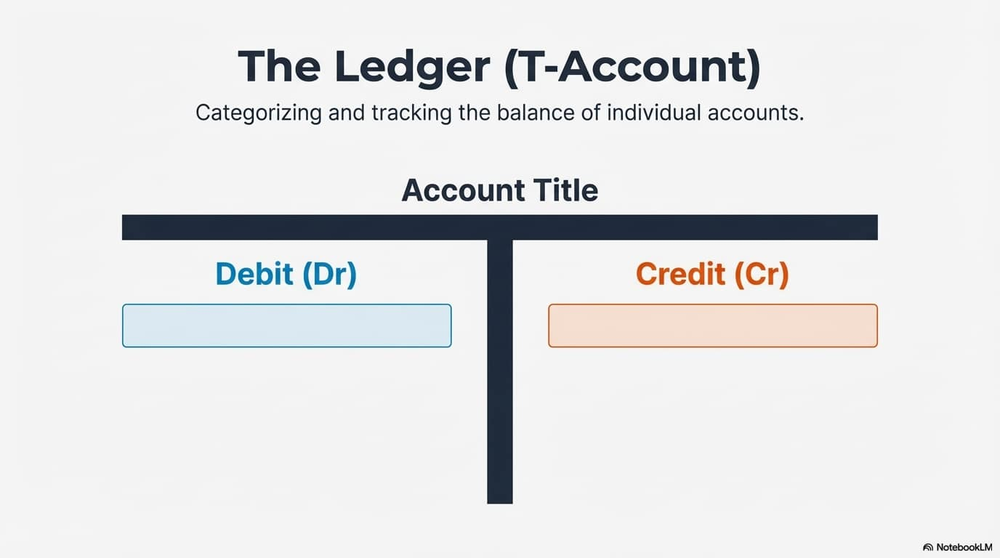 The Ledger (T-Account)
Categorizing and tracking the balance of individual accounts.
Account Title
Debit (Dr)
Credit (Cr)
NotebookLM